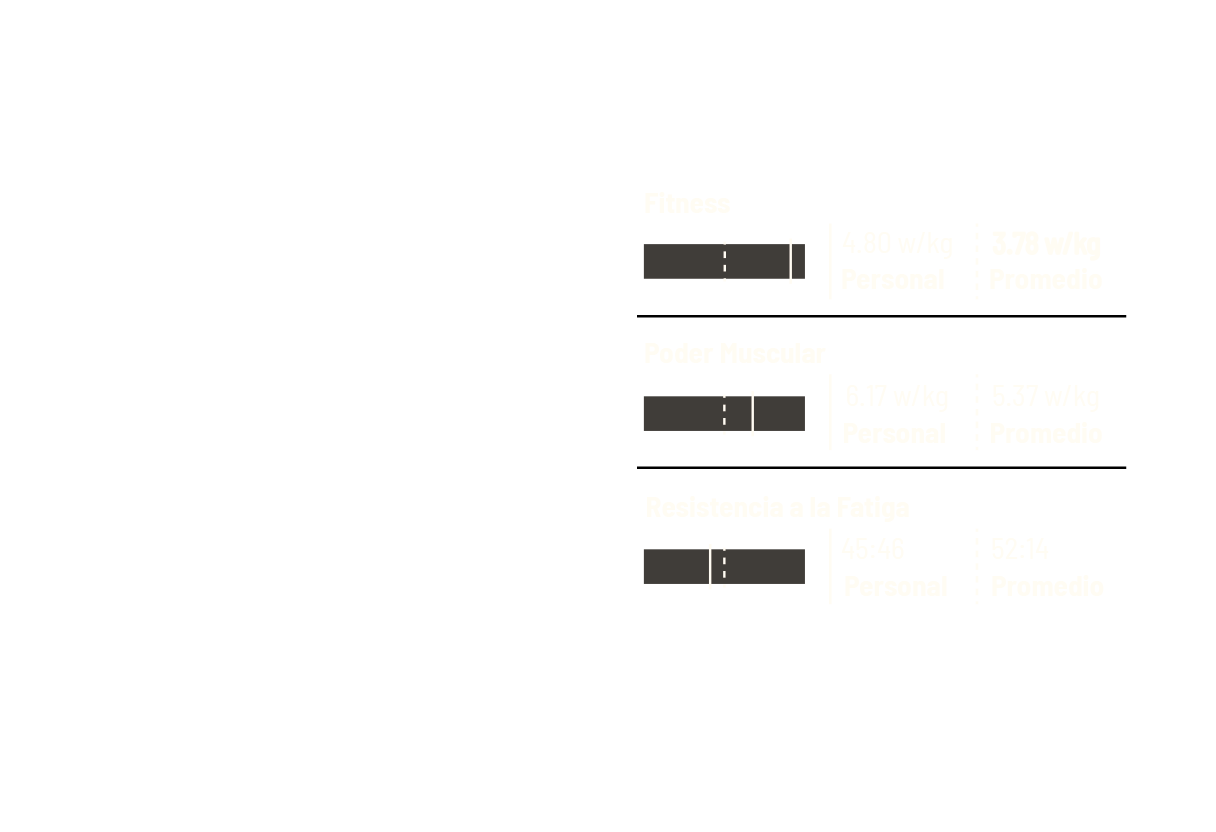 Fitness
4.80 w/kg 3.78 w/kg
Personal Promedio
Poder Muscular
6.17 w/kg 5.37 w/kg
Personal Promedio
Resistencia a la Fatiga
45:46 52:14
Personal Promedio